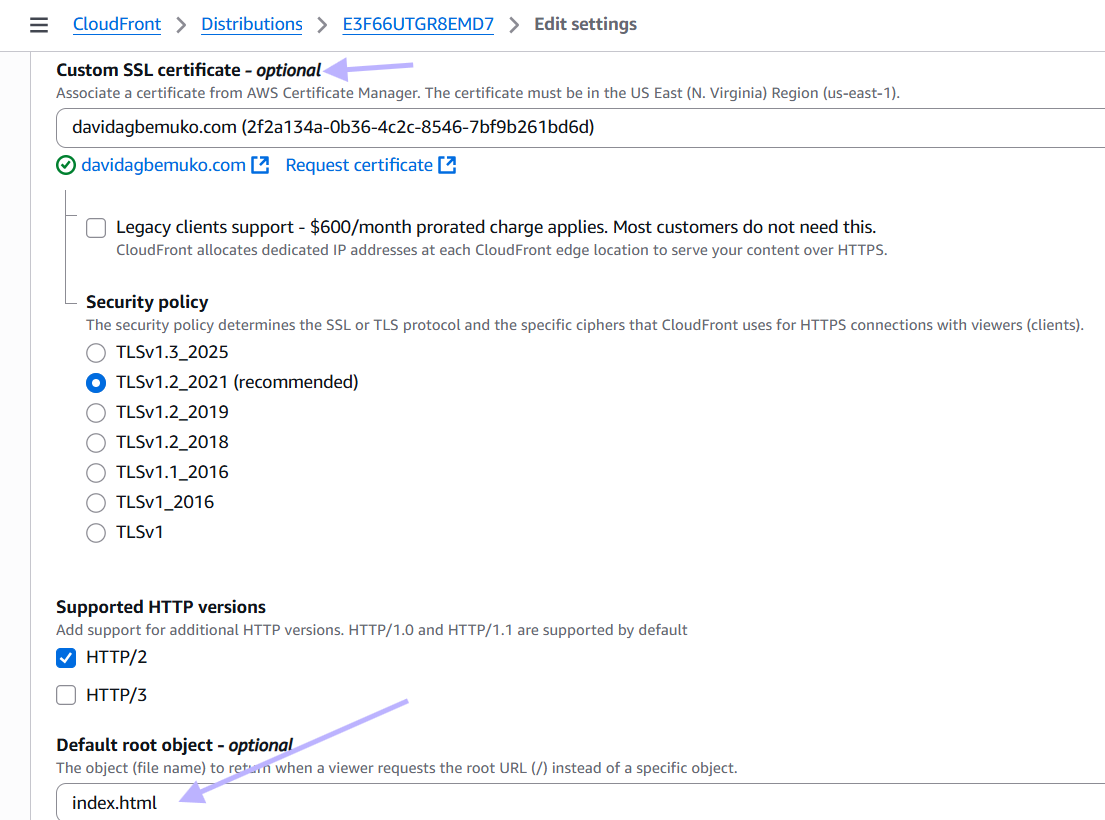 CloudFront > Distributions > E3F66UTGR8EMD7 > Edit settings
Custom SSL certificate - optional
Associate a certificate from AWS Certificate Manager. The certificate must be in the US East (N. Virginia) Region (us-east-1).
davidagbemuko.com (2f2a134a-0b36-4c2c-8546-7bf9b261bd6d)
davidagbemuko.com Request certificate
Legacy clients support - $600/month prorated charge applies. Most customers do not need this.
CloudFront allocates dedicated IP addresses at each CloudFront edge location to serve your content over HTTPS.
Security policy
The security policy determines the SSL or TLS protocol and the specific ciphers that CloudFront uses for HTTPS connections with viewers (clients).
TLSv1.3_2025
TLSv1.2_2021 (recommended)
TLSv1.2_2019
TLSv1.2_2018
TLSv1.1_2016
TLSv1_2016
TLSv1
Supported HTTP versions
Add support for additional HTTP versions. HTTP/1.0 and HTTP/1.1 are supported by default
HTTP/2
HTTP/3
Default root object - optional
The object (file name) to return when a viewer requests the root URL (/) instead of a specific object.
index.html